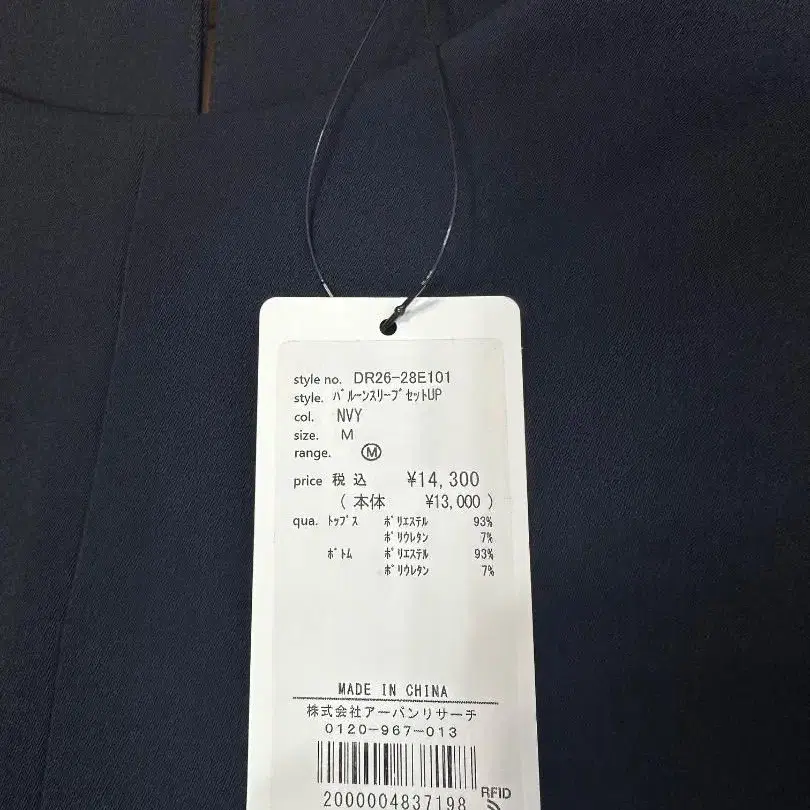 style no. DR26-28E101
style. ﾊﾞﾙｰﾝｽﾘｰﾌﾞｾｯﾄUP
col. NVY
size. M
range. Ⓜ
price 税込 ¥14,300
( 本体 ¥13,000 )
qua. ﾄｯﾌﾟｽ ﾎﾟﾘｴｽﾃﾙ 93%
ﾎﾟﾘｳﾚﾀﾝ 7%
ﾎﾞﾄﾑ ﾎﾟﾘｴｽﾃﾙ 93%
ﾎﾟﾘｳﾚﾀﾝ 7%
MADE IN CHINA
株式会社アーバンリサーチ
0120-967-013
2000004837198
RFID